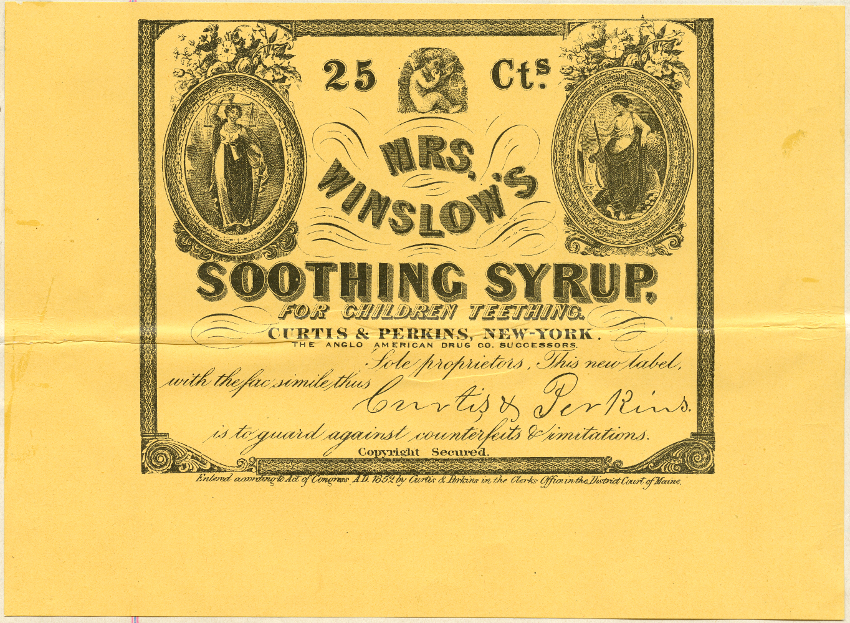 25 Cts.
MRS.
WINSLOW'S
SOOTHING SYRUP,
FOR CHILDREN TEETHING.
CURTIS & PERKINS, NEW-YORK.
THE ANGLO AMERICAN DRUG CO. SUCCESSORS.
Sole proprietors, This new label,
with the fac simile thus
Curtis & Perkins.
is to guard against counterfeits & imitations.
Copyright Secured.
Entered according to Act of Congress A.D. 1852 by Curtis & Perkins in the Clerks Office in the District Court of Maine.